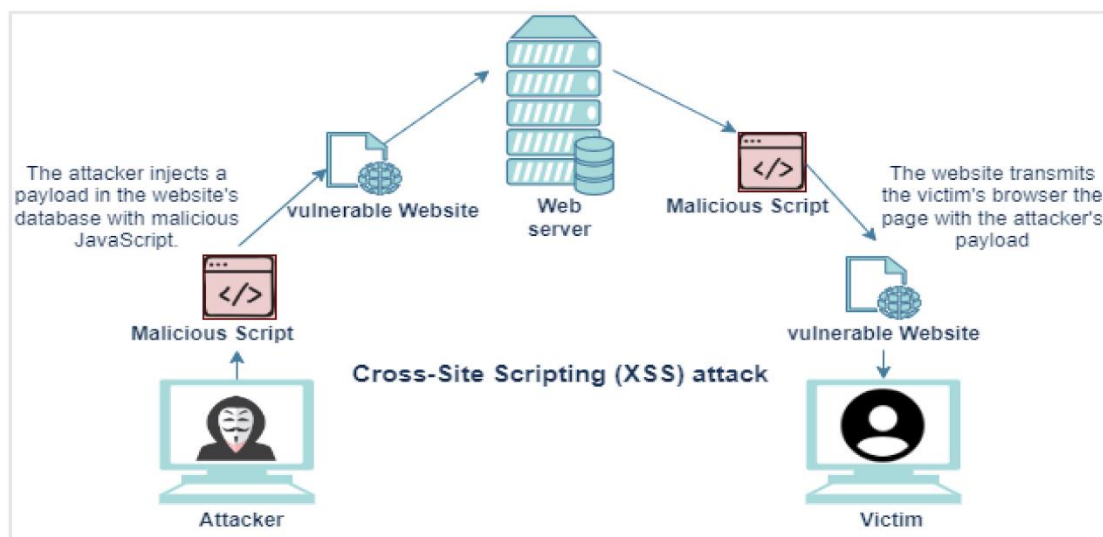 The attacker injects a
payload in the website's
database with malicious
JavaScript.
vulnerable Website
Web
server
Malicious Script
The website transmits
the victim's browser the
page with the attacker's
payload
Malicious Script
vulnerable Website
Cross-Site Scripting (XSS) attack
Attacker
Victim